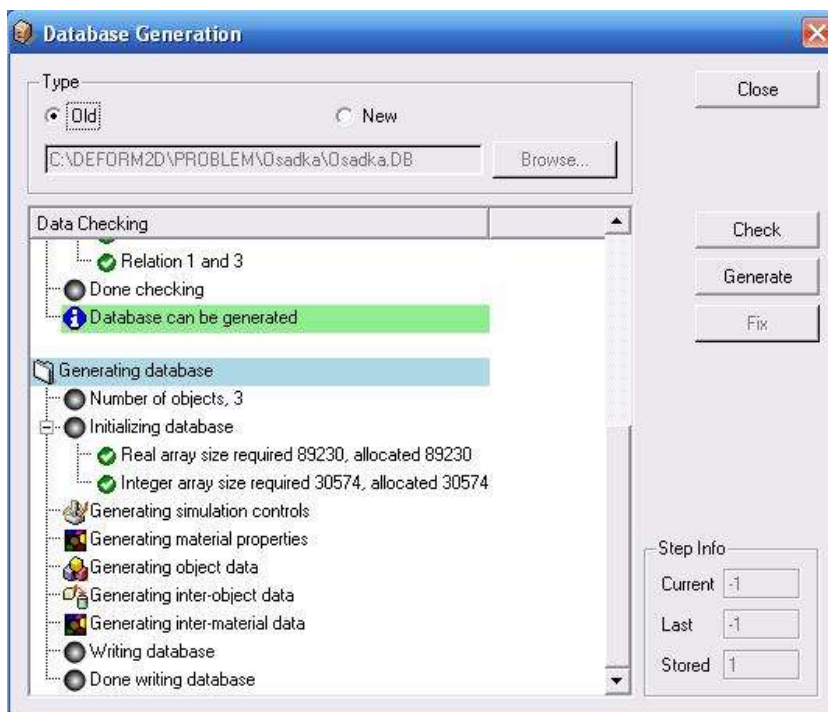 Database Generation
Type
Old
New
C:\DEFORM2D\PROBLEM\Osadka\Osadka.DB
Browse...
Close
Data Checking
Relation 1 and 3
Done checking
Database can be generated
Check
Generate
Fix
Generating database
Number of objects, 3
Initializing database
Real array size required 89230, allocated 89230
Integer array size required 30574, allocated 30574
Generating simulation controls
Generating material properties
Generating object data
Generating inter-object data
Generating inter-material data
Writing database
Done writing database
Step Info
Current -1
Last -1
Stored 1